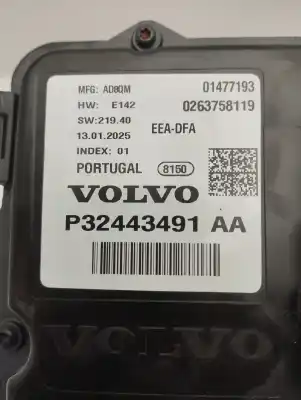 MFG: AD8QM 01477193
HW: E142 0263758119
SW:219.40
13.01.2025 EEA-DFA
INDEX: 01
PORTUGAL 8150
VOLVO
P32443491 AA
VOLVO